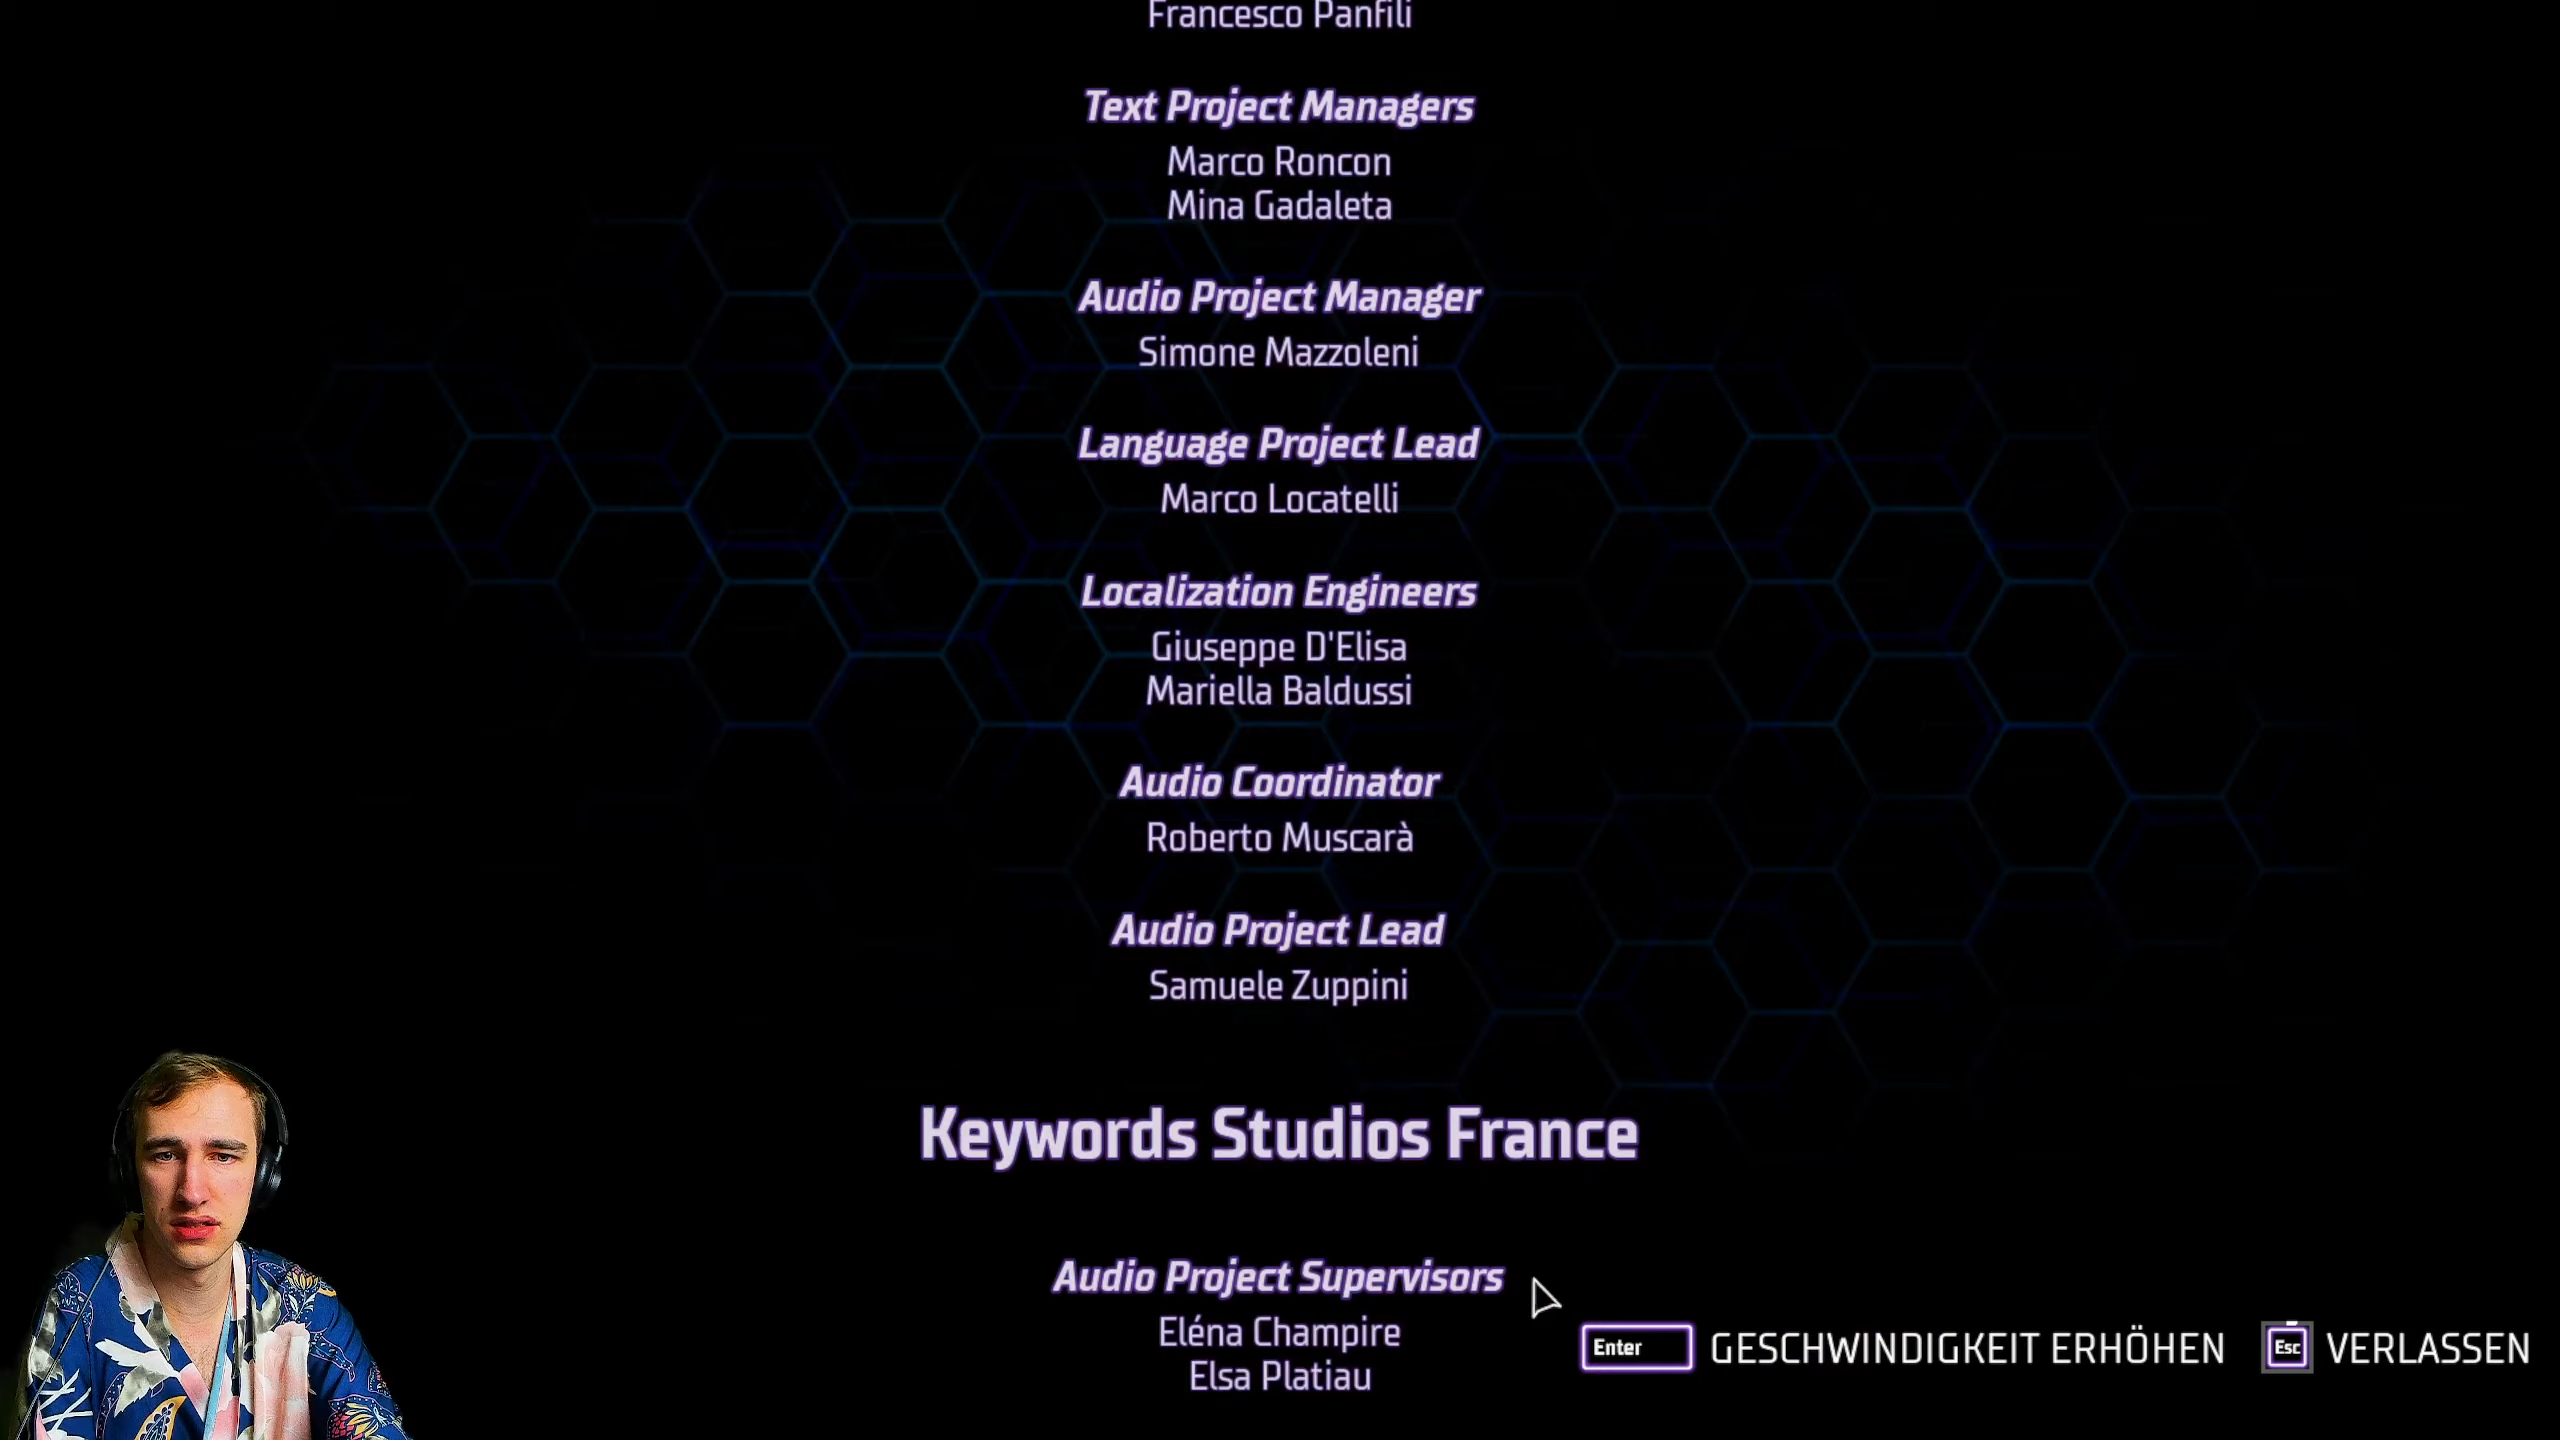 Francesco Panfili
Text Project Managers
Marco Roncon
Mina Gadaleta
Audio Project Manager
Simone Mazzoleni
Language Project Lead
Marco Locatelli
Localization Engineers
Giuseppe D'Elisa
Mariella Baldussi
Audio Coordinator
Roberto Muscarà
Audio Project Lead
Samuele Zuppini
Keywords Studios France
Audio Project Supervisors
Eléna Champire
Elsa Platiau
Enter GESCHWINDIGKEIT ERHÖHEN Esc VERLASSEN